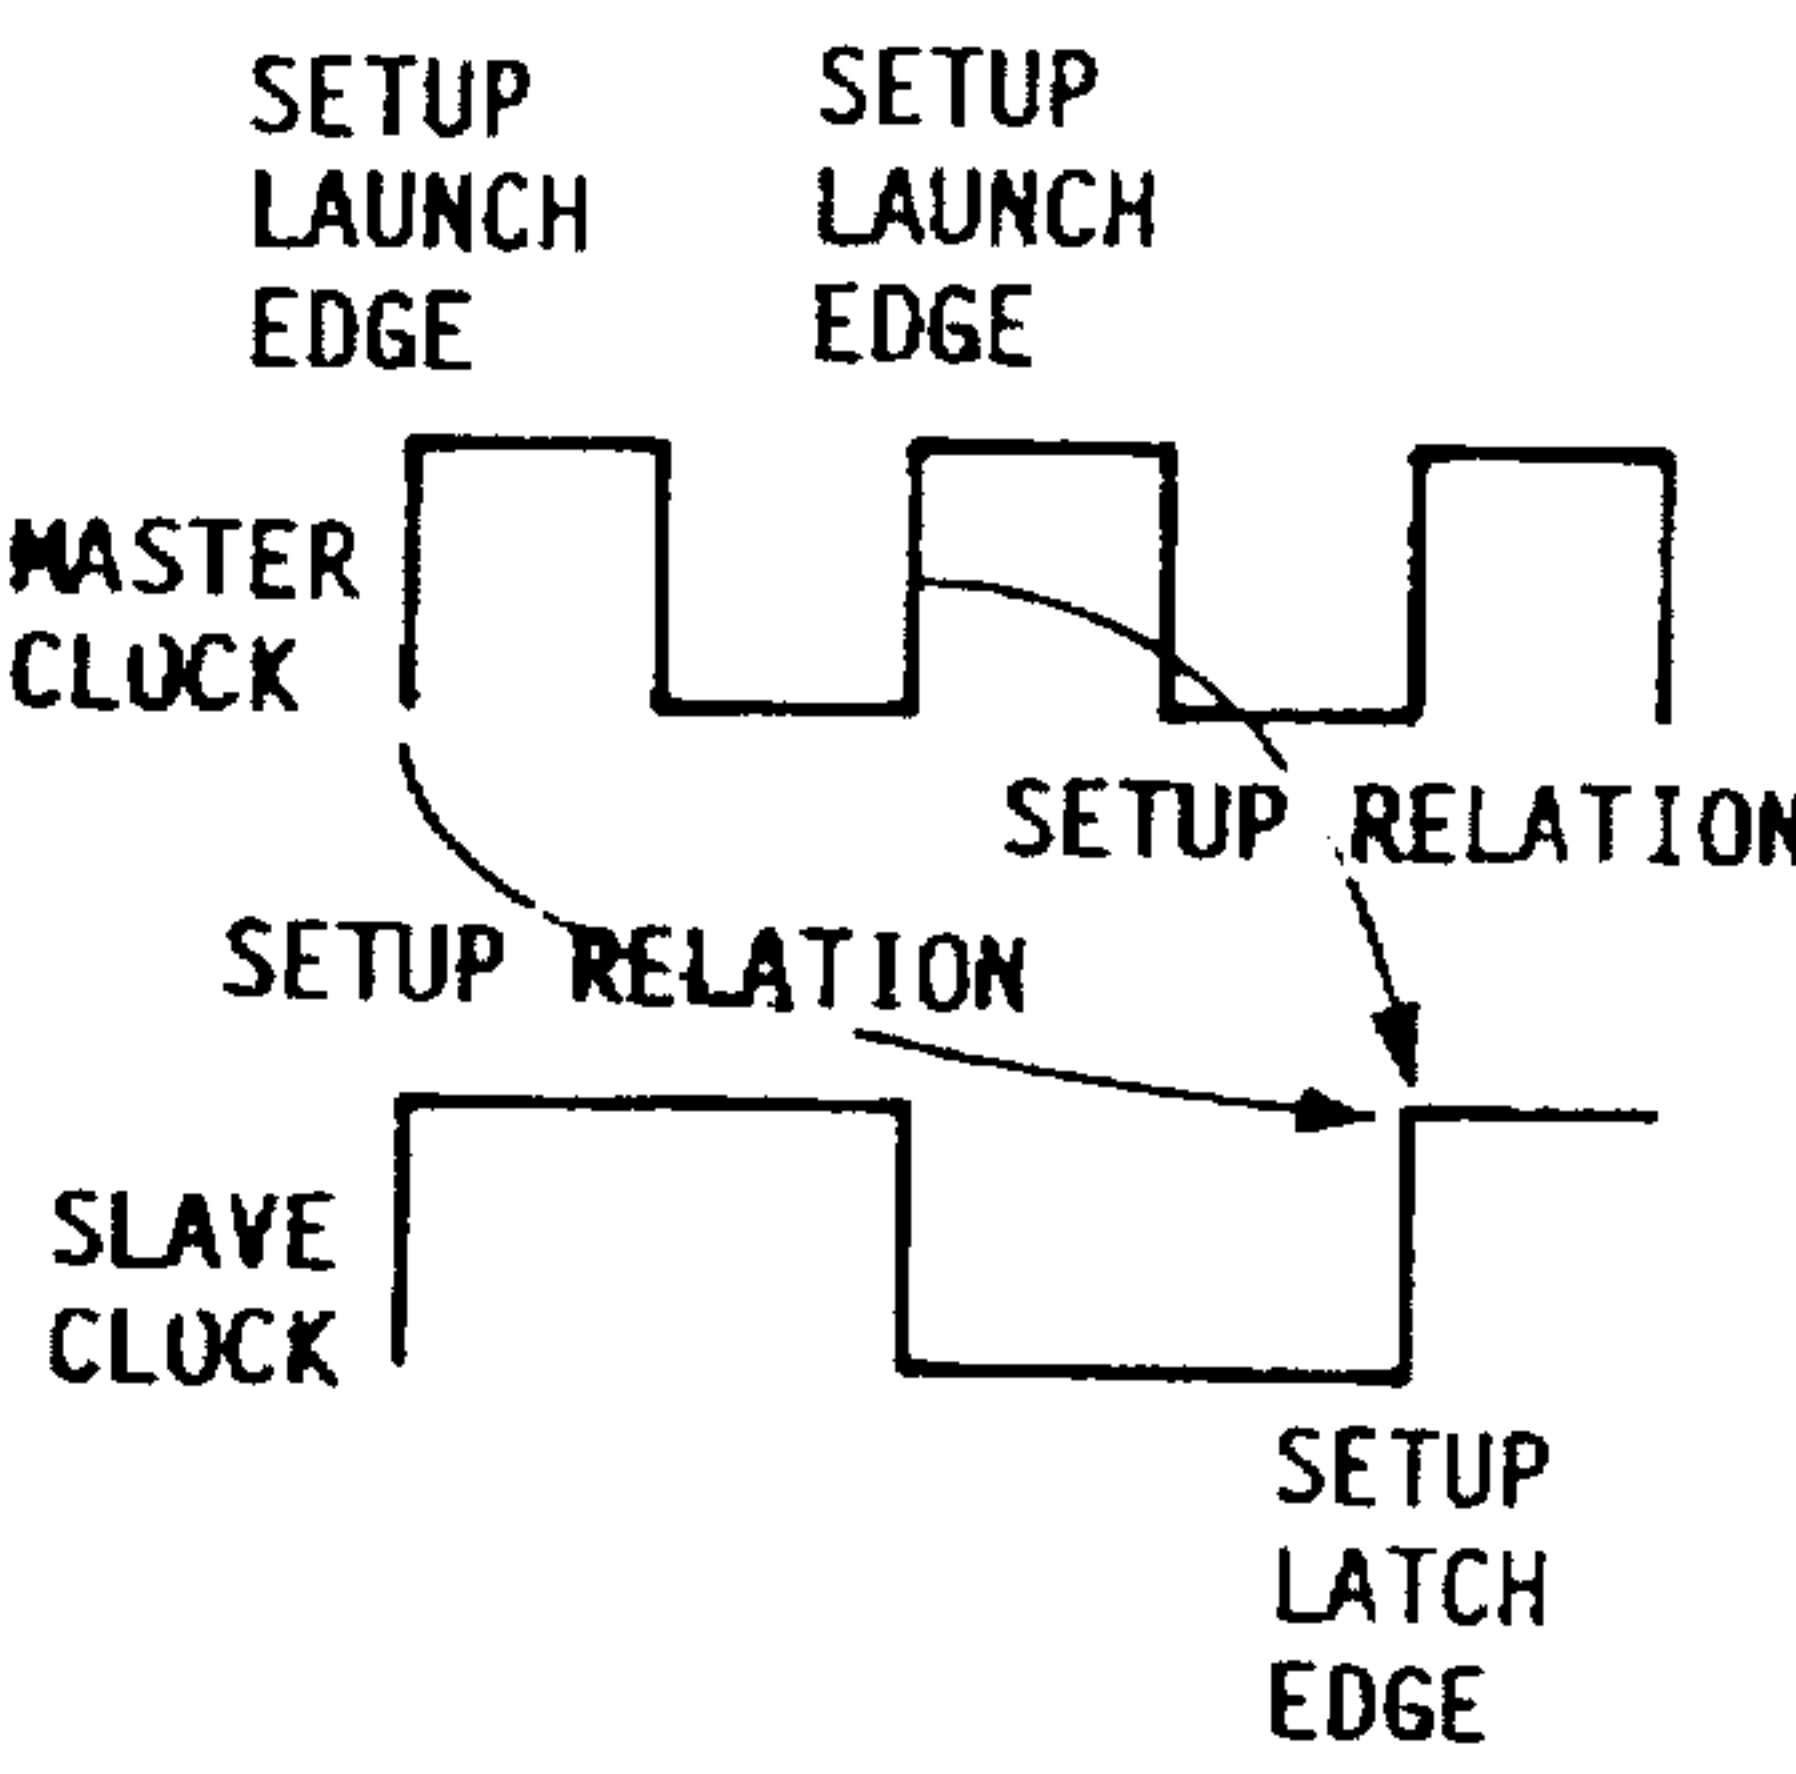 SETUP
LAUNCH
EDGE
SETUP
LAUNCH
EDGE
MASTER
CLOCK
SETUP RELATION
SETUP RELATION
SLAVE
CLOCK
SETUP
LATCH
EDGE